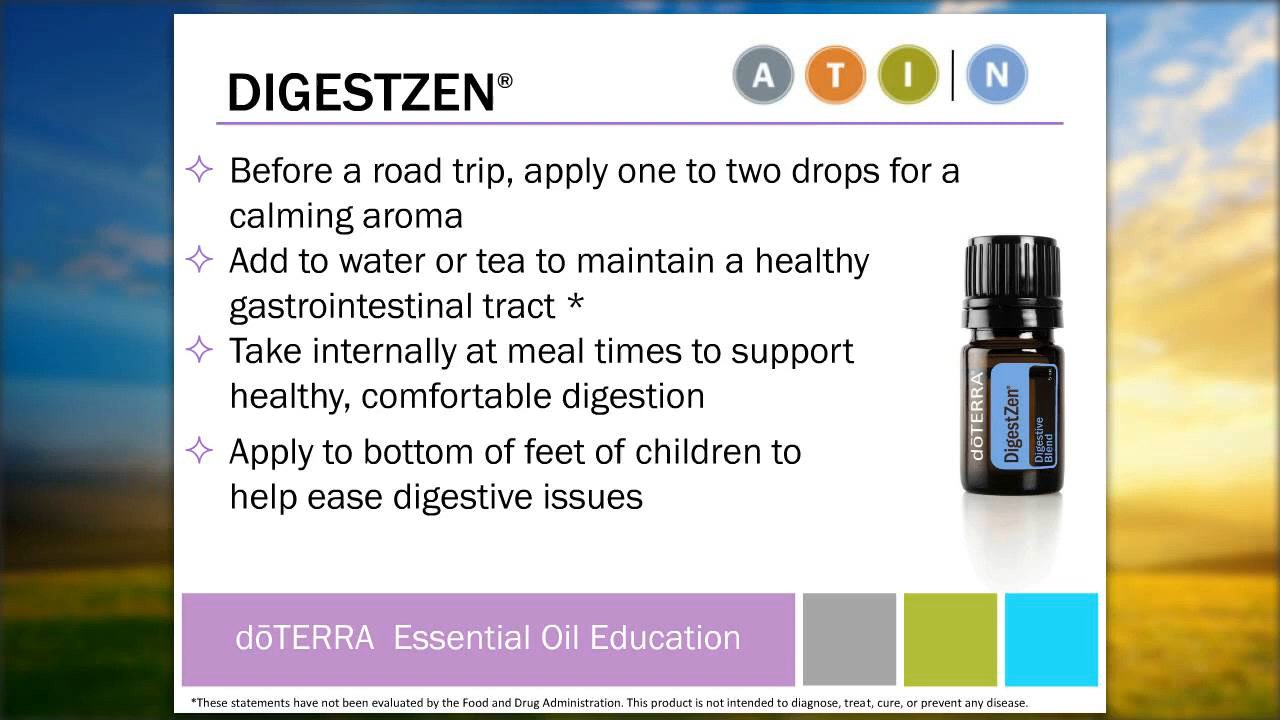 DIGESTZEN®
A T I | N
Before a road trip, apply one to two drops for a
calming aroma
Add to water or tea to maintain a healthy
gastrointestinal tract *
Take internally at meal times to support
healthy, comfortable digestion
Apply to bottom of feet of children to
help ease digestive issues
dōTERRA
DigestZen®
Digestive
Blend
5 mL
dōTERRA Essential Oil Education
*These statements have not been evaluated by the Food and Drug Administration. This product is not intended to diagnose, treat, cure, or prevent any disease.